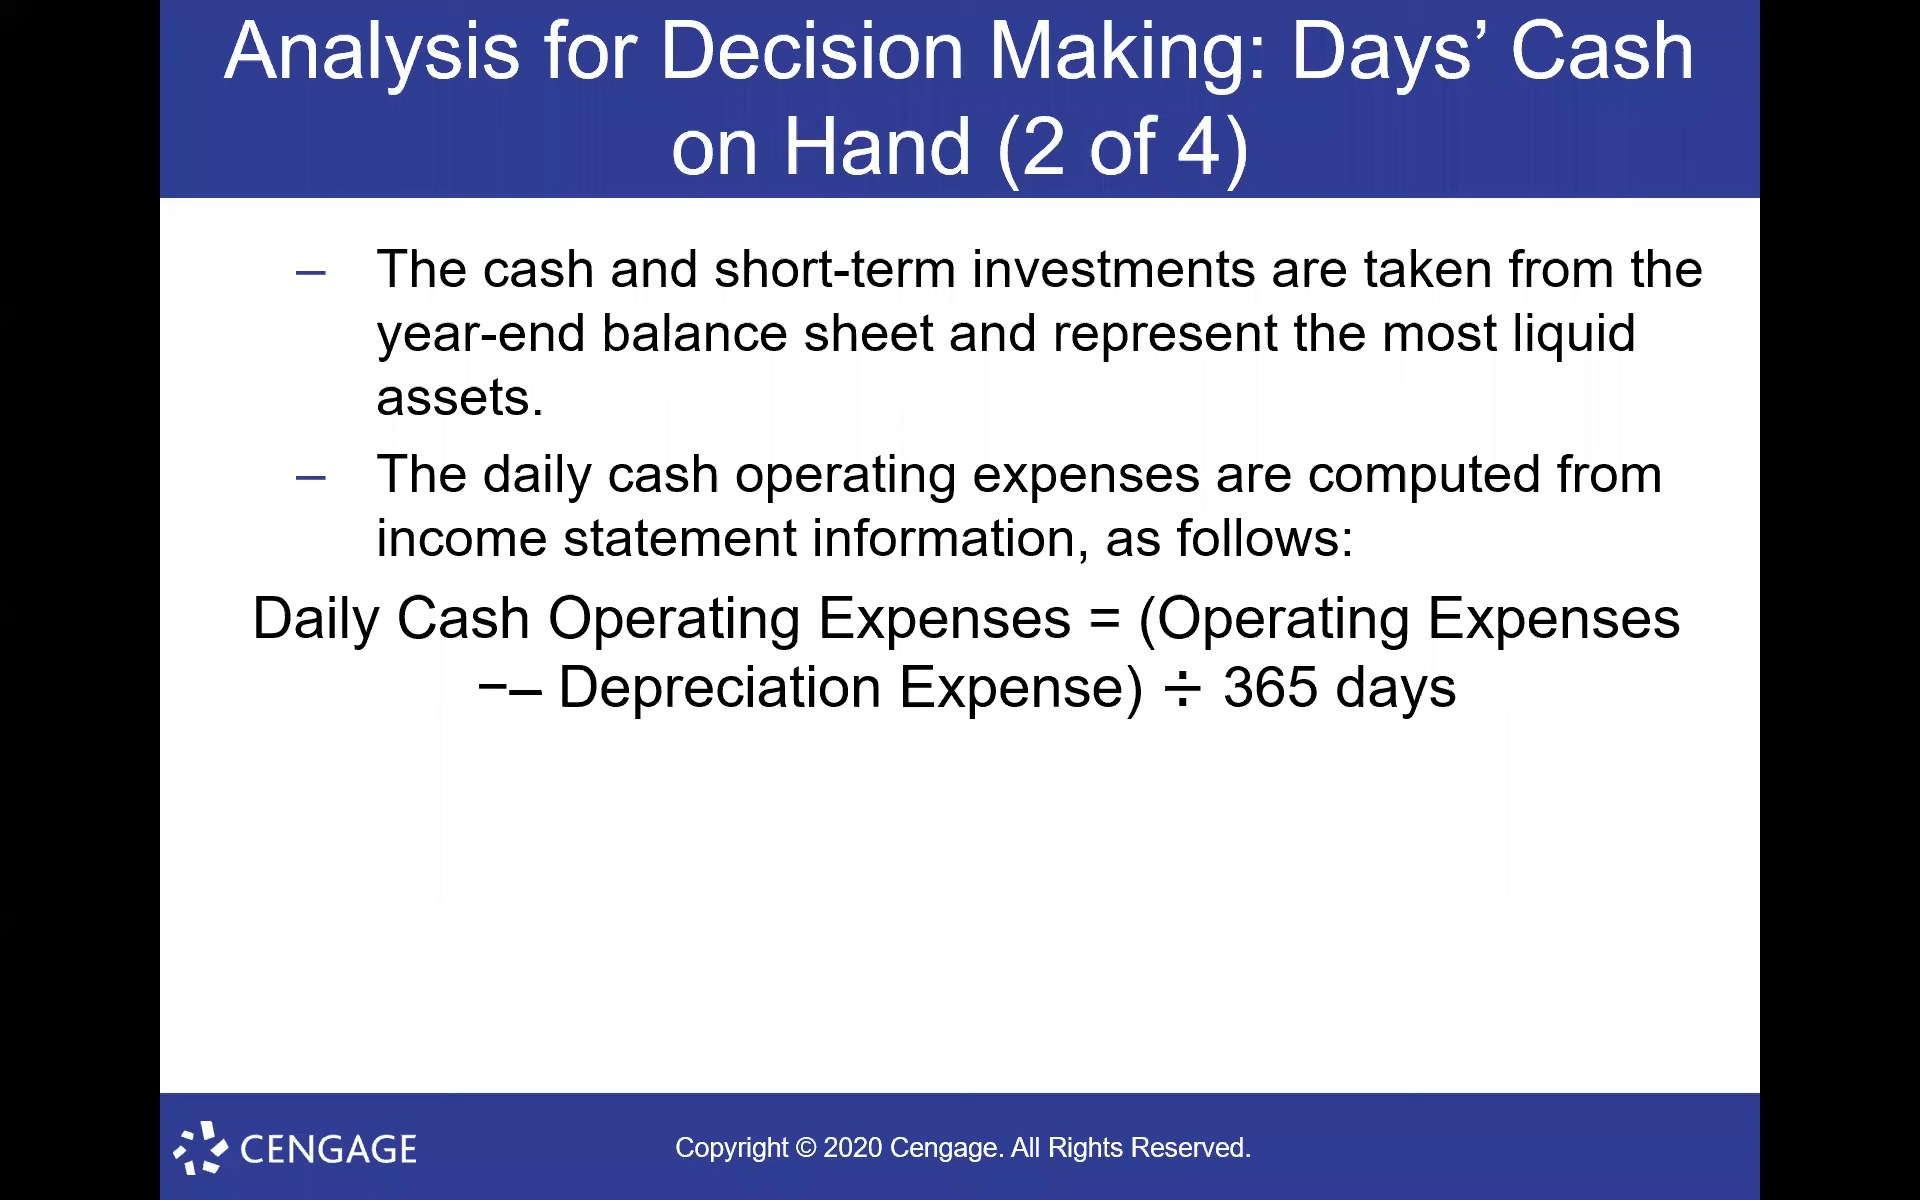 Analysis for Decision Making: Days’ Cash
on Hand (2 of 4)
– The cash and short-term investments are taken from the
year-end balance sheet and represent the most liquid
assets.
– The daily cash operating expenses are computed from
income statement information, as follows:
Daily Cash Operating Expenses = (Operating Expenses
−– Depreciation Expense) ÷ 365 days
CENGAGE
Copyright © 2020 Cengage. All Rights Reserved.